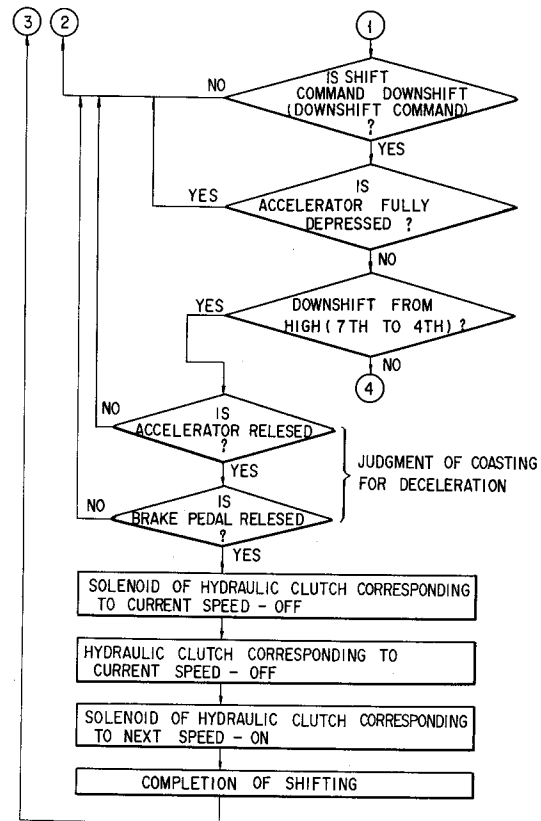 3
2
1
IS SHIFT
COMMAND DOWNSHIFT
(DOWNSHIFT COMMAND)
?
NO
YES
IS
ACCELERATOR FULLY
DEPRESSED ?
YES
NO
DOWNSHIFT FROM
HIGH (7TH TO 4TH) ?
YES
NO
4
IS
ACCELERATOR RELESED
?
NO
YES
JUDGMENT OF COASTING
FOR DECELERATION
IS
BRAKE PEDAL RELESED
?
NO
YES
SOLENOID OF HYDRAULIC CLUTCH CORRESPONDING
TO CURRENT SPEED - OFF
HYDRAULIC CLUTCH CORRESPONDING TO
CURRENT SPEED - OFF
SOLENOID OF HYDRAULIC CLUTCH CORRESPONDING
TO NEXT SPEED - ON
COMPLETION OF SHIFTING